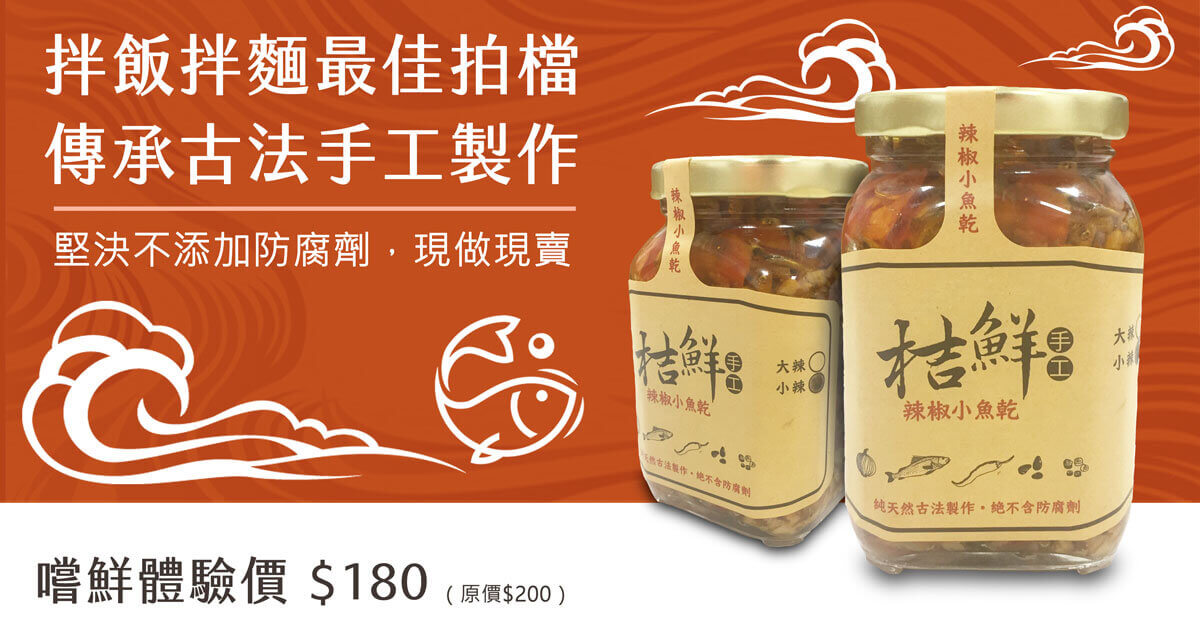 拌飯拌麵最佳拍檔
傳承古法手工製作
堅決不添加防腐劑，現做現賣
辣椒小魚乾
桔鮮手工
大辣
小辣
辣椒小魚乾
天然古法製作·絕不含防腐劑
辣椒小魚乾
桔鮮手工
大辣
小辣
辣椒小魚乾
純天然古法製作·絕不含防腐劑
嚐鮮體驗價 $180 (原價$200)